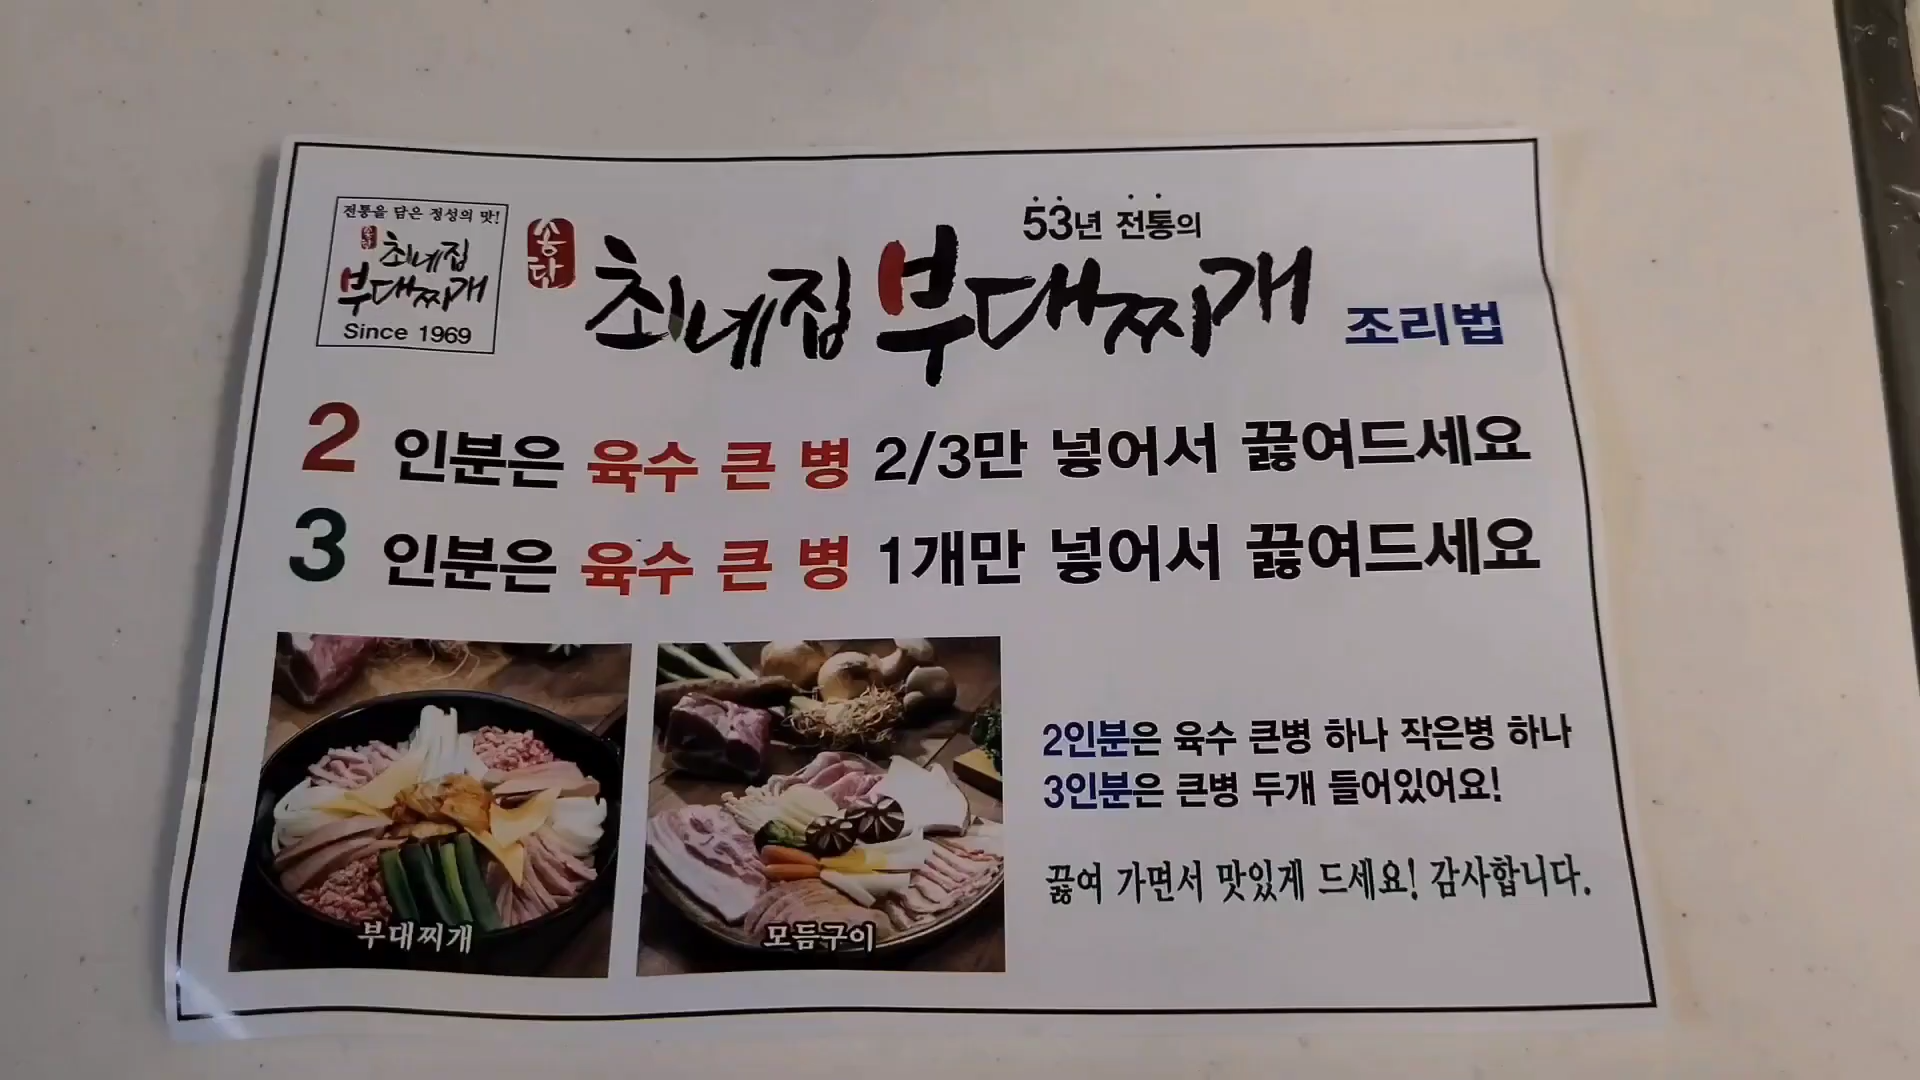 전통을 담은 정성의 맛!
송탄
최네집
부대찌개
Since 1969
송탄
53년 전통의
최네집 부대찌개 조리법
2 인분은 육수 큰 병 2/3만 넣어서 끓여드세요
3 인분은 육수 큰 병 1개만 넣어서 끓여드세요
부대찌개
모듬구이
2인분은 육수 큰병 하나 작은병 하나
3인분은 큰병 두개 들어있어요!
끓여 가면서 맛있게 드세요! 감사합니다.